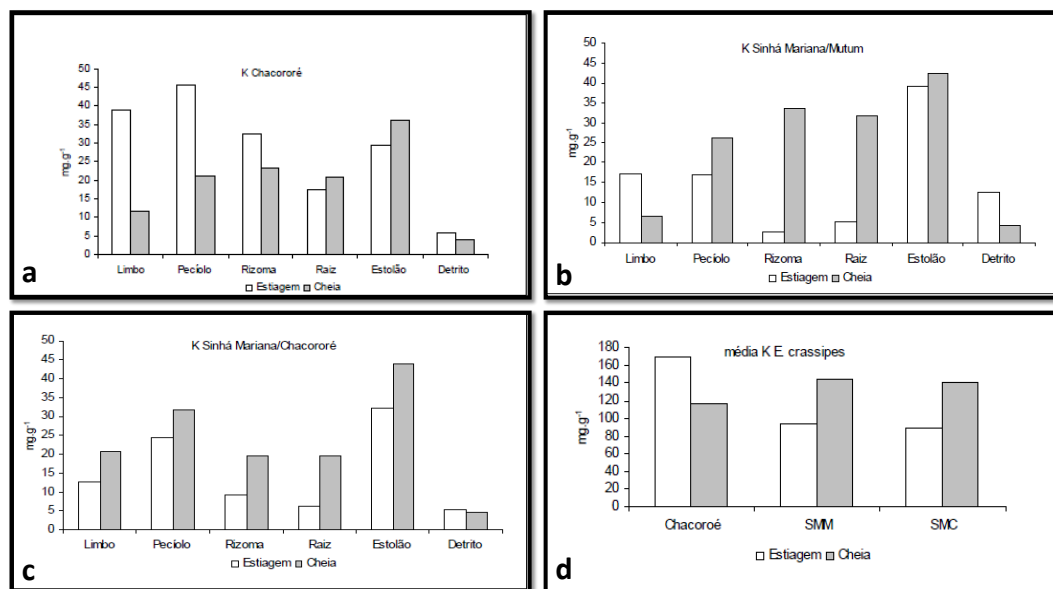 K Chacororé
50
45
40
35
30
25
20
15
10
5
0
mg.g⁻¹
Limbo Pecíolo Rizoma Raiz Estolão Detrito
Estiagem Cheia
a
K Sinhá Mariana/Mutum
50
45
40
35
30
25
20
15
10
5
0
mg.g⁻¹
Limbo Pecíolo Rizoma Raiz Estolão Detrito
Estiagem Cheia
b
K Sinhá Mariana/Chacororé
50
45
40
35
30
25
20
15
10
5
0
mg.g⁻¹
Limbo Pecíolo Rizoma Raiz Estolão Detrito
Estiagem Cheia
c
média K E. crassipes
180
160
140
120
100
80
60
40
20
0
mg.g⁻¹
Chacoroé SMM SMC
Estiagem Cheia
d